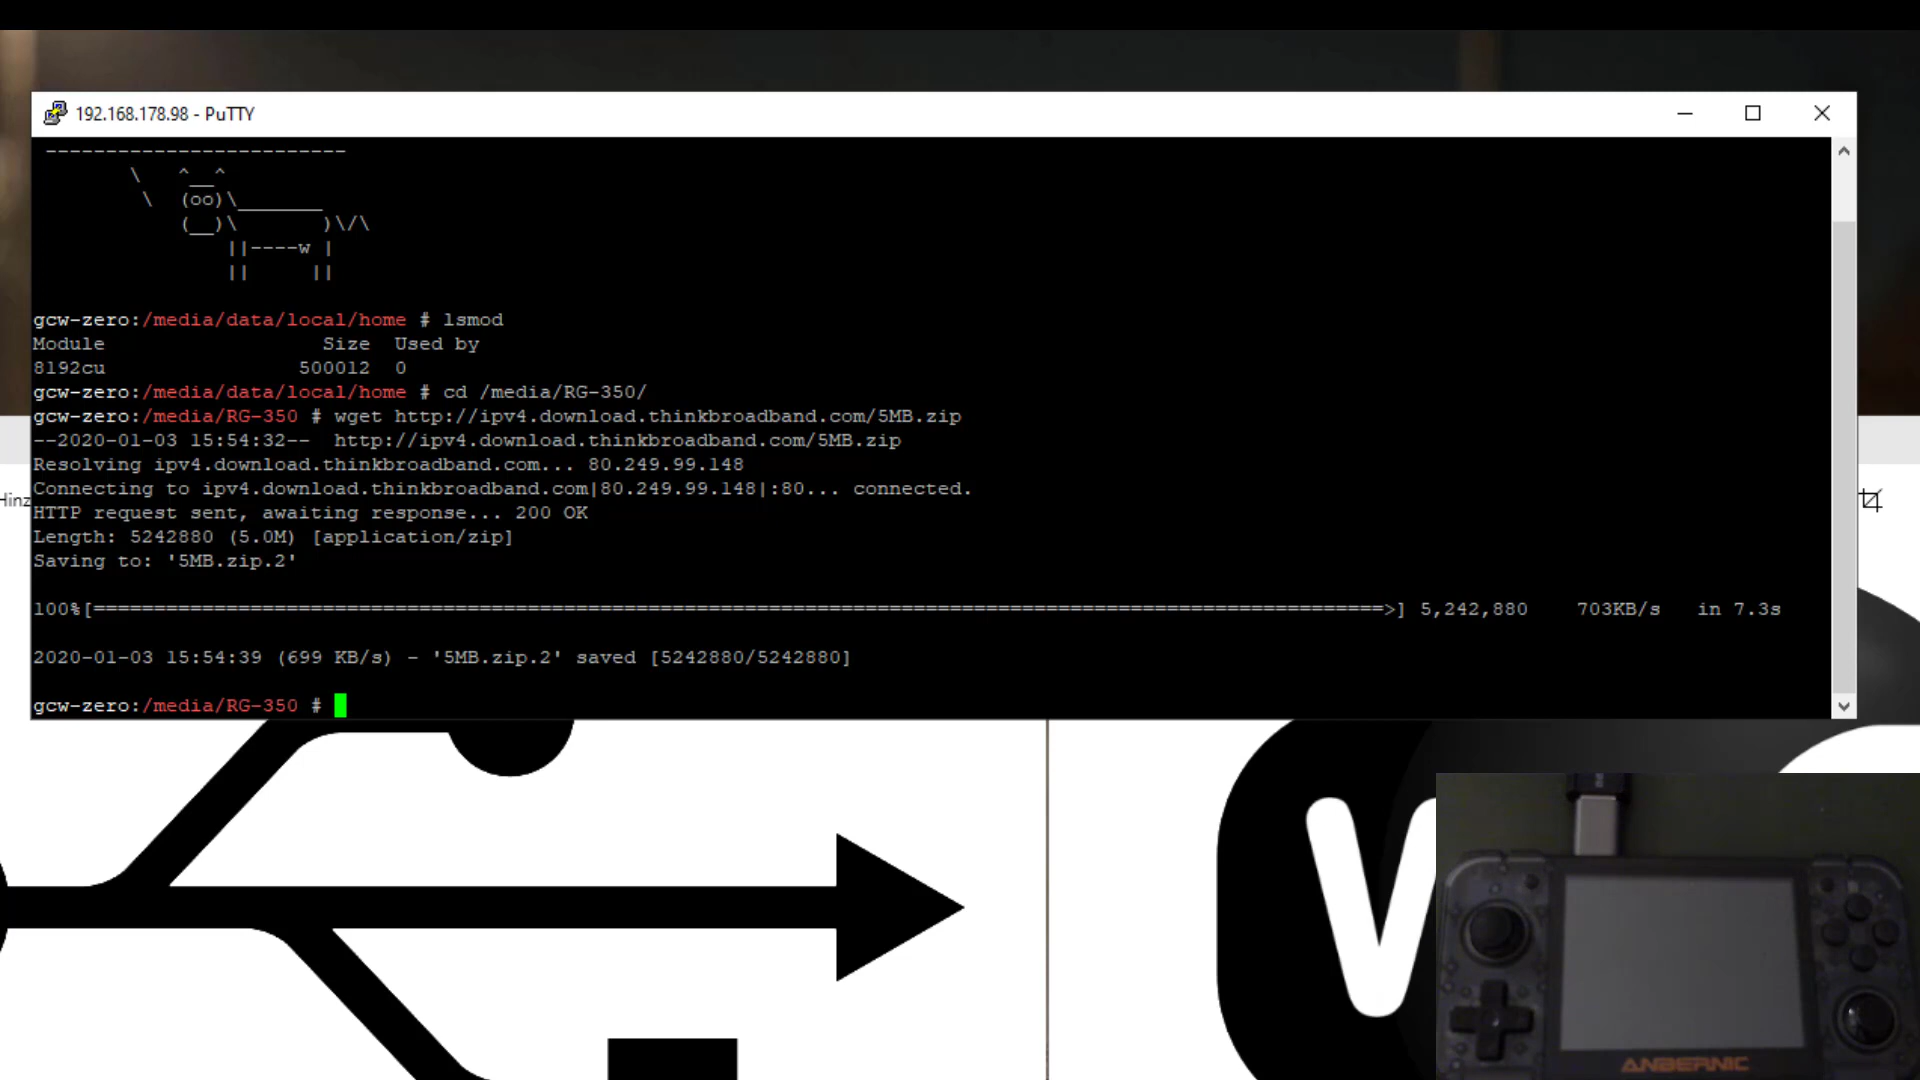 192.168.178.98 - PuTTY
-------------------------
\   ^__^
\  (oo)\_______
(__)\       )\/\
||----w |
||     ||
gcw-zero:/media/data/local/home # lsmod
Module                  Size  Used by
8192cu                500012  0
gcw-zero:/media/data/local/home # cd /media/RG-350/
gcw-zero:/media/RG-350 # wget http://ipv4.download.thinkbroadband.com/5MB.zip
--2020-01-03 15:54:32--  http://ipv4.download.thinkbroadband.com/5MB.zip
Resolving ipv4.download.thinkbroadband.com... 80.249.99.148
Connecting to ipv4.download.thinkbroadband.com|80.249.99.148|:80... connected.
HTTP request sent, awaiting response... 200 OK
Length: 5242880 (5.0M) [application/zip]
Saving to: '5MB.zip.2'
100%[===========================================================================================================>] 5,242,880    703KB/s   in 7.3s
2020-01-03 15:54:39 (699 KB/s) - '5MB.zip.2' saved [5242880/5242880]
gcw-zero:/media/RG-350 #
Hinz
W
ANBERNIC